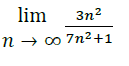 lim 3n²
n → ∞ 7n²+1